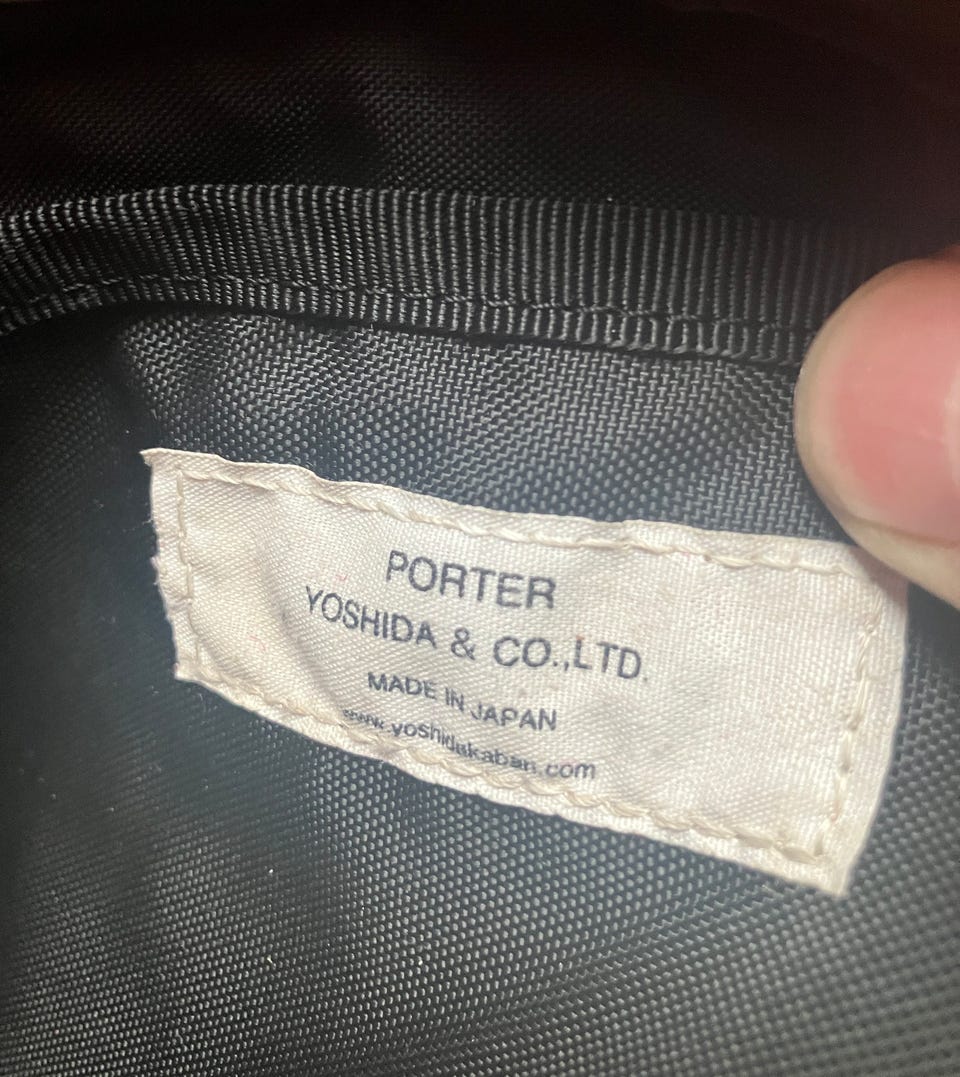 PORTER
YOSHIDA & CO.,LTD.
MADE IN JAPAN
www.yoshidakaban.com